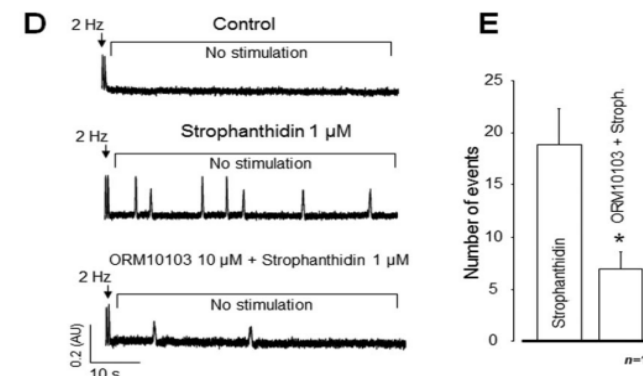 D
Control
2 Hz
No stimulation
Strophanthidin 1 µM
2 Hz
No stimulation
ORM10103 10 µM + Strophanthidin 1 µM
2 Hz
No stimulation
0.2 (AU)
10 s
E
Number of events
25
20
15
10
5
0
Strophanthidin
* ORM10103 + Stroph.
n=